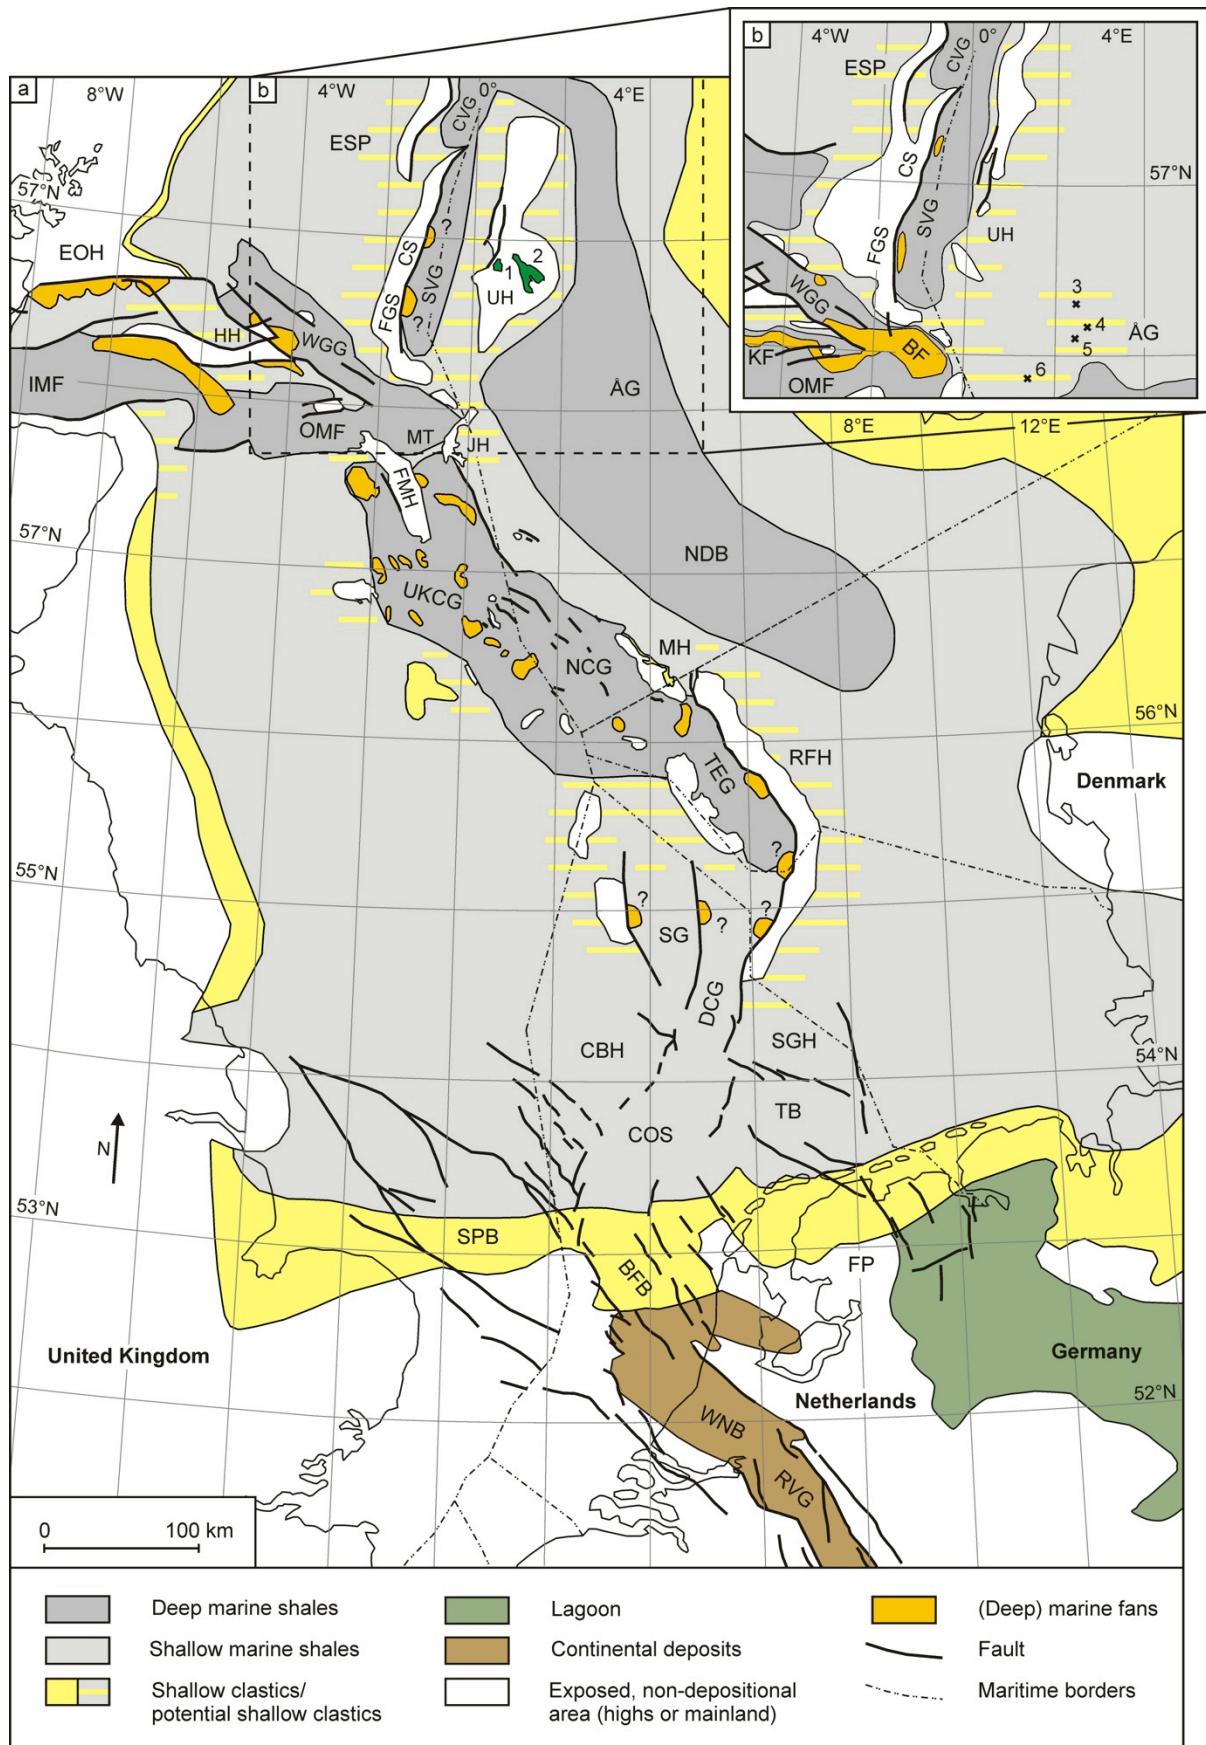 a
b
8°W
4°W
0°
4°E
ESP
CVG
57°N
EOH
CS
SVG
FGS
?
?
1
2
UH
HH
WGG
IMF
OMF
MT
JH
ÅG
FMH
57°N
UKCG
NDB
NCG
MH
8°E
12°E
56°N
TEG
RFH
Denmark
55°N
?
?
?
?
SG
DCG
CBH
SGH
54°N
TB
COS
N
53°N
SPB
BFB
FP
United Kingdom
Germany
Netherlands
52°N
WNB
RVG
b
4°W
0°
4°E
ESP
CVG
CS
57°N
SVG
FGS
UH
WGG
3
4
5
ÅG
BF
KF
OMF
6
0
100 km
Deep marine shales
Shallow marine shales
Shallow clastics/
potential shallow clastics
Lagoon
Continental deposits
Exposed, non-depositional
area (highs or mainland)
(Deep) marine fans
Fault
Maritime borders